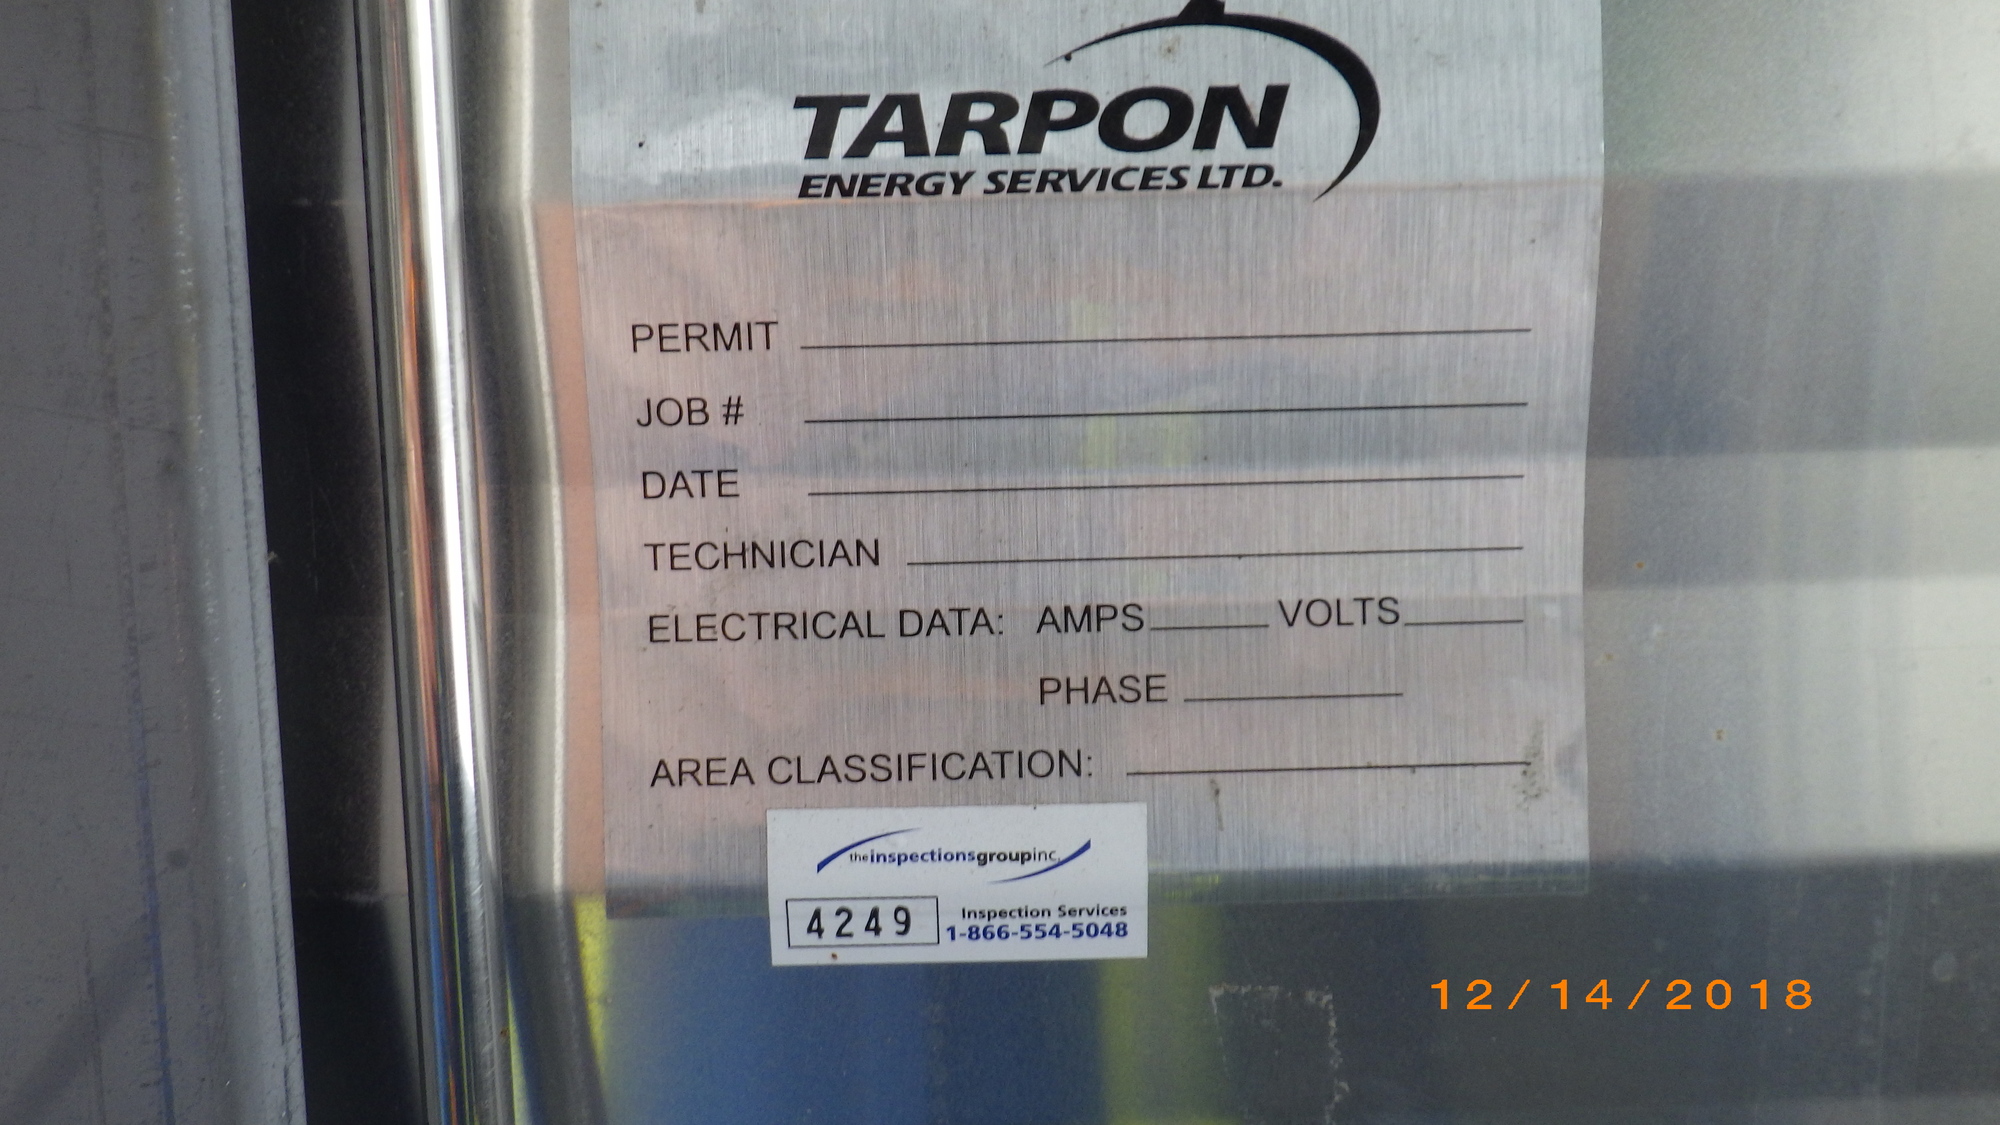 TARPON
ENERGY SERVICES LTD.
PERMIT
JOB #
DATE
TECHNICIAN
ELECTRICAL DATA: AMPS VOLTS
PHASE
AREA CLASSIFICATION:
theinspectionsgroupinc.
4249
Inspection Services
1-866-554-5048
12/14/2018